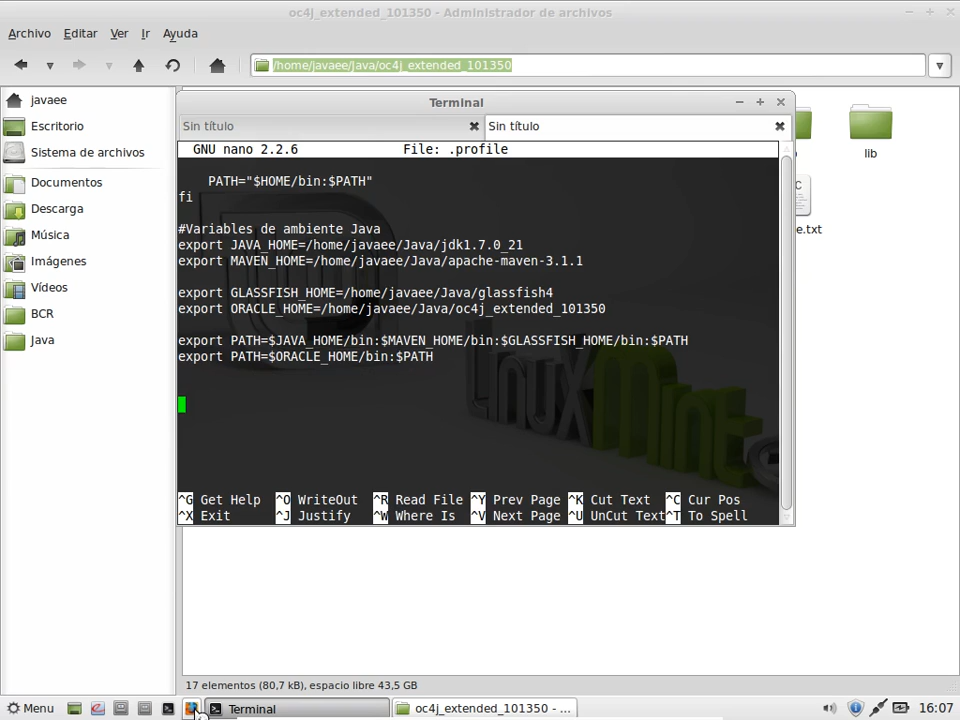 oc4j_extended_101350 - Administrador de archivos
Archivo Editar Ver Ir Ayuda
/home/javaee/Java/oc4j_extended_101350
javaee
Escritorio
Sistema de archivos
Documentos
Descarga
Música
Imágenes
Vídeos
BCR
Java
lib
e.txt
Terminal
Sin título
Sin título
GNU nano 2.2.6 File: .profile
PATH="$HOME/bin:$PATH"
fi
#Variables de ambiente Java
export JAVA_HOME=/home/javaee/Java/jdk1.7.0_21
export MAVEN_HOME=/home/javaee/Java/apache-maven-3.1.1
export GLASSFISH_HOME=/home/javaee/Java/glassfish4
export ORACLE_HOME=/home/javaee/Java/oc4j_extended_101350
export PATH=$JAVA_HOME/bin:$MAVEN_HOME/bin:$GLASSFISH_HOME/bin:$PATH
export PATH=$ORACLE_HOME/bin:$PATH
LinuxMint
^G Get Help ^O WriteOut ^R Read File ^Y Prev Page ^K Cut Text ^C Cur Pos
^X Exit ^J Justify ^W Where Is ^V Next Page ^U UnCut Text ^T To Spell
17 elementos (80,7 kB), espacio libre 43,5 GB
Menu Terminal oc4j_extended_101350 - ... 16:07